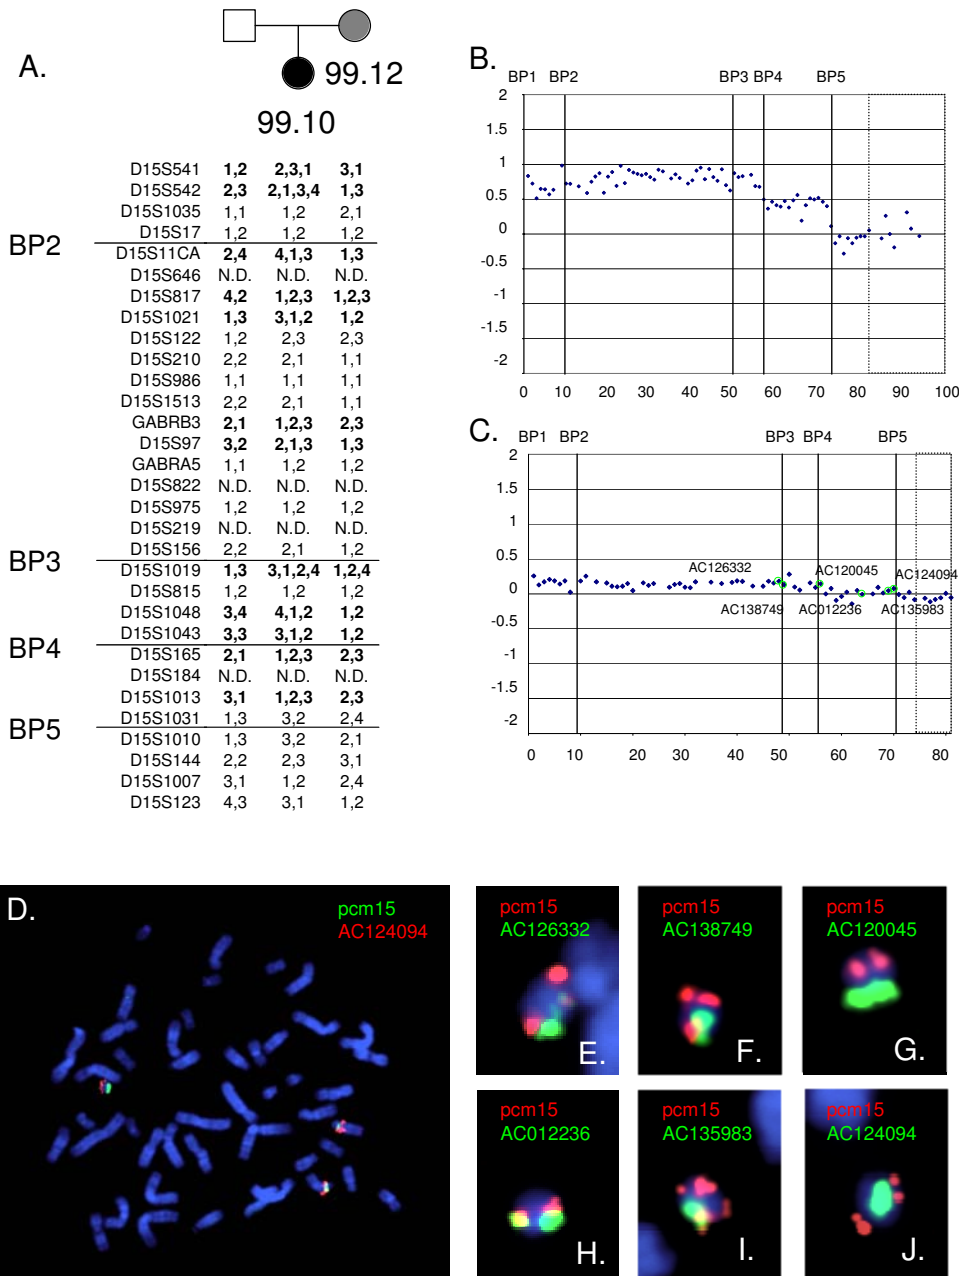 A.
99.12
99.10
D15S541 1,2 2,3,1 3,1
D15S542 2,3 2,1,3,4 1,3
D15S1035 1,1 1,2 2,1
D15S17 1,2 1,2 1,2
BP2
D15S11CA 2,4 4,1,3 1,3
D15S646 N.D. N.D. N.D.
D15S817 4,2 1,2,3 1,2,3
D15S1021 1,3 3,1,2 1,2
D15S122 1,2 2,3 2,3
D15S210 2,2 2,1 1,1
D15S986 1,1 1,1 1,1
D15S1513 2,2 2,1 1,1
GABRB3 2,1 1,2,3 2,3
D15S97 3,2 2,1,3 1,3
GABRA5 1,1 1,2 1,2
D15S822 N.D. N.D. N.D.
D15S975 1,2 1,2 1,2
D15S219 N.D. N.D. N.D.
D15S156 2,2 2,1 1,2
BP3
D15S1019 1,3 3,1,2,4 1,2,4
D15S815 1,2 1,2 1,2
D15S1048 3,4 4,1,2 1,2
D15S1043 3,3 3,1,2 1,2
BP4
D15S165 2,1 1,2,3 2,3
D15S184 N.D. N.D. N.D.
D15S1013 3,1 1,2,3 2,3
D15S1031 1,3 3,2 2,4
BP5
D15S1010 1,3 3,2 2,1
D15S144 2,2 2,3 3,1
D15S1007 3,1 1,2 2,4
D15S123 4,3 3,1 1,2
B.
BP1 BP2 BP3 BP4 BP5
2
1.5
1
0.5
0
-0.5
-1
-1.5
-2
0 10 20 30 40 50 60 70 80 90 100
C.
BP1 BP2 BP3 BP4 BP5
2
1.5
1
0.5
0
-0.5
-1
-1.5
-2
AC126332 AC120045 AC124094
AC138749 AC012236 AC135983
0 10 20 30 40 50 60 70 80
D.
pcm15
AC124094
pcm15
AC126332
E.
pcm15
AC138749
F.
pcm15
AC120045
G.
pcm15
AC012236
H.
pcm15
AC135983
I.
pcm15
AC124094
J.